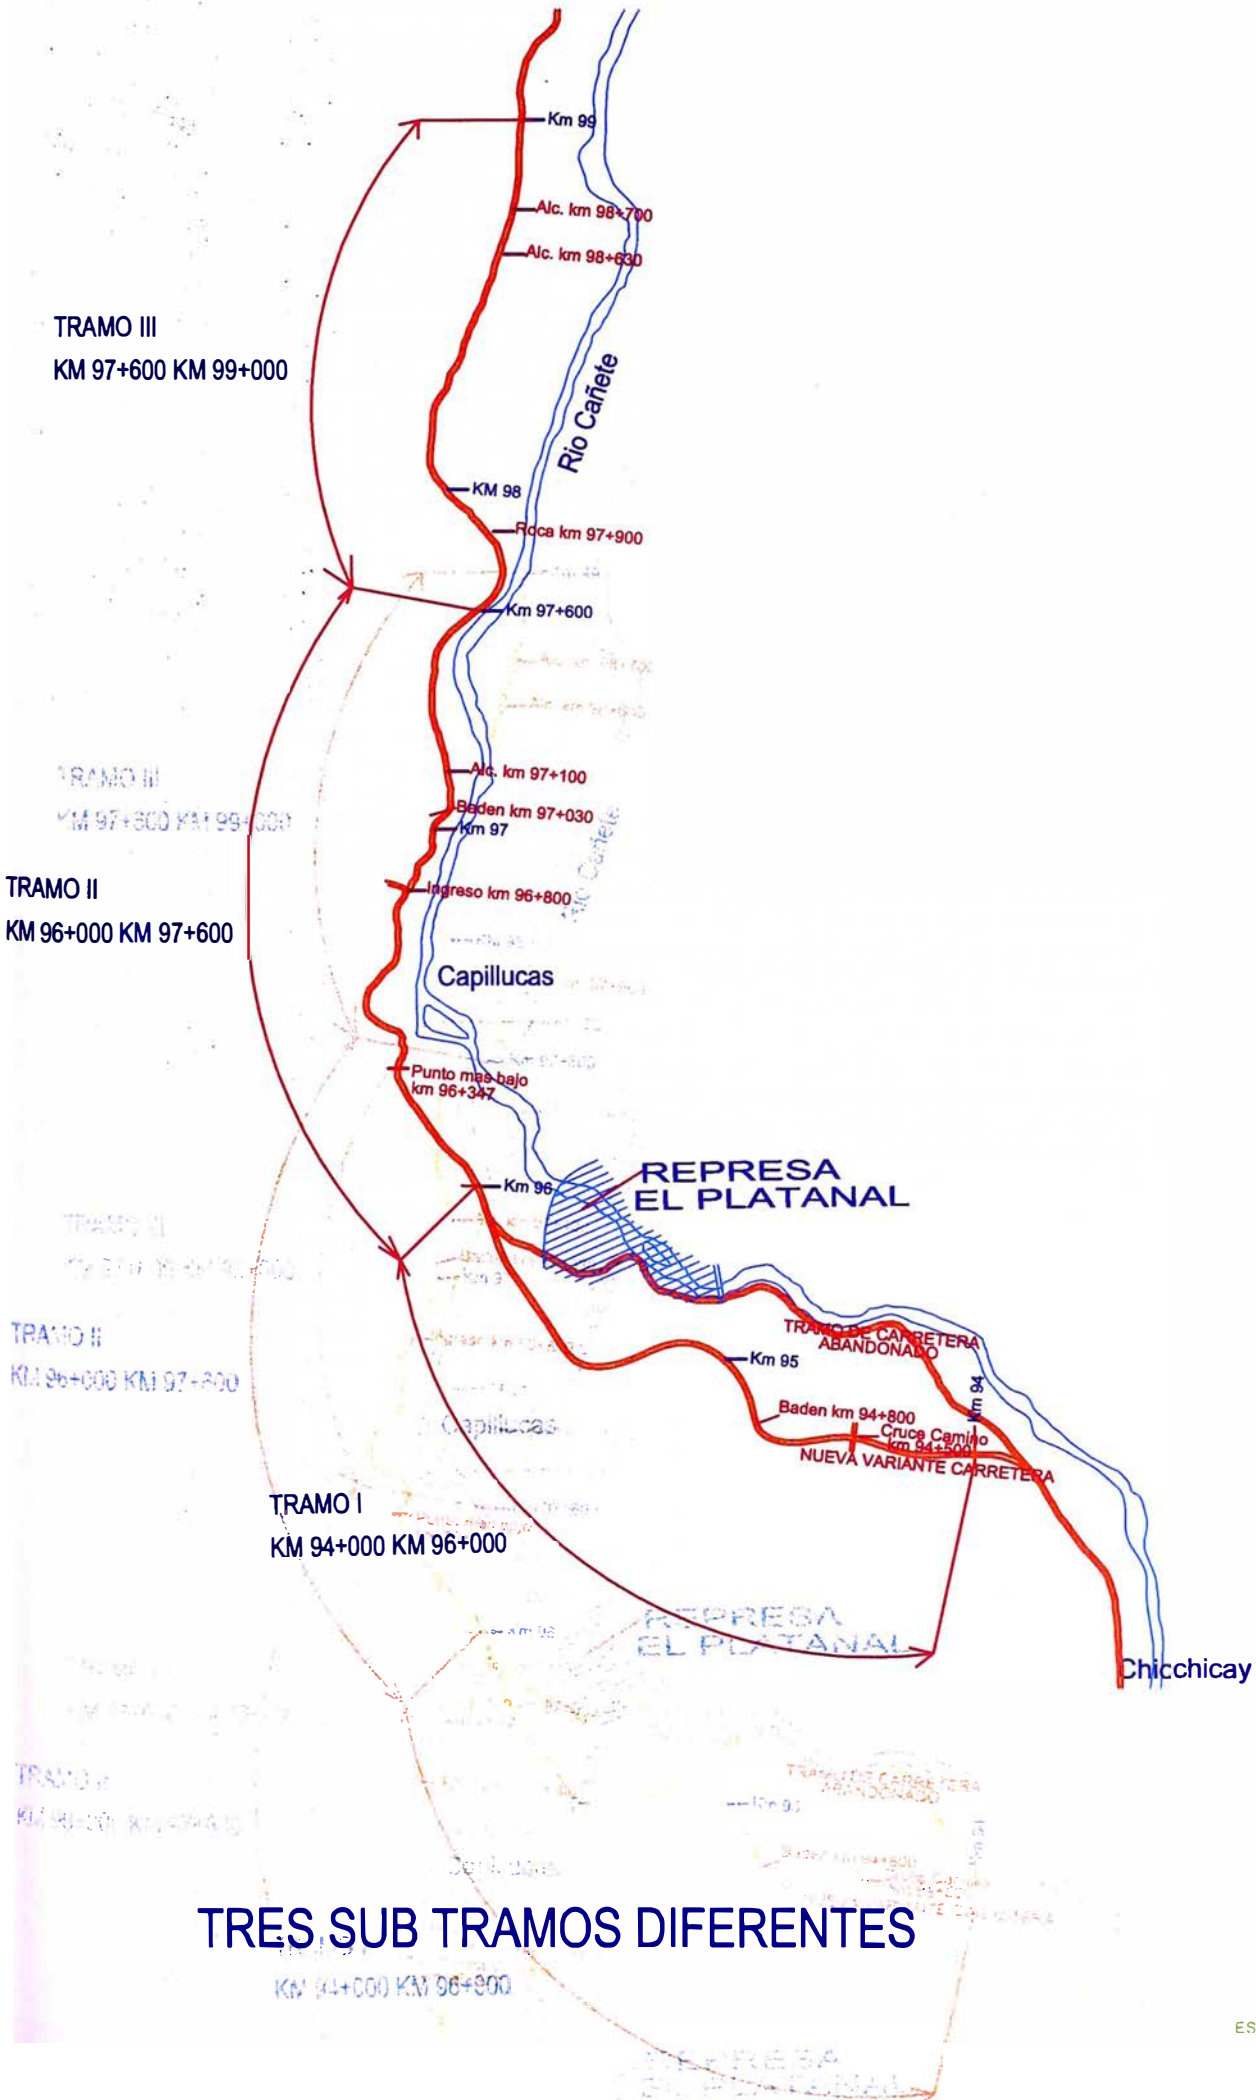 Km 99
Alc. km 98+700
Alc. km 98+630
TRAMO III
KM 97+600 KM 99+000
Rio Cañete
KM 98
Roca km 97+900
Km 97+600
Alc. km 97+100
Baden km 97+030
Km 97
TRAMO II
KM 96+000 KM 97+600
Ingreso km 96+800
Capillucas
Punto mas bajo
km 96+347
REPRESA
EL PLATANAL
Km 96
TRAMO DE CARRETERA
ABANDONADO
Km 95
Km 94
Baden km 94+800
Cruce Camino
km 94+500
NUEVA VARIANTE CARRETERA
TRAMO I
KM 94+000 KM 96+000
Chicchicay
TRES SUB TRAMOS DIFERENTES
ES